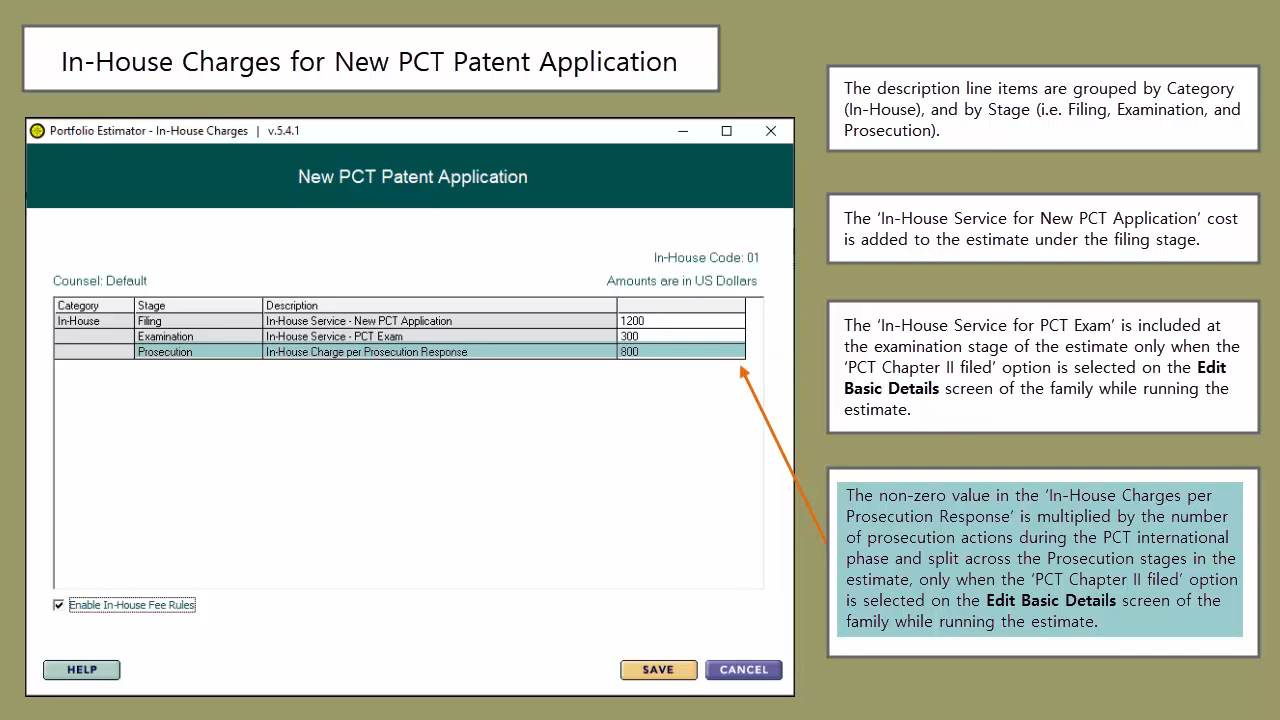 In-House Charges for New PCT Patent Application
Portfolio Estimator - In-House Charges | v.5.4.1
New PCT Patent Application
In-House Code: 01
Counsel: Default
Amounts are in US Dollars
Category Stage Description
In-House Filing In-House Service - New PCT Application 1200
Examination In-House Service - PCT Exam 300
Prosecution In-House Charge per Prosecution Response 800
Enable In-House Fee Rules
HELP
SAVE
CANCEL
The description line items are grouped by Category
(In-House), and by Stage (i.e. Filing, Examination, and
Prosecution).
The ‘In-House Service for New PCT Application’ cost
is added to the estimate under the filing stage.
The ‘In-House Service for PCT Exam’ is included at
the examination stage of the estimate only when the
‘PCT Chapter II filed’ option is selected on the Edit
Basic Details screen of the family while running the
estimate.
The non-zero value in the ‘In-House Charges per
Prosecution Response’ is multiplied by the number
of prosecution actions during the PCT international
phase and split across the Prosecution stages in the
estimate, only when the ‘PCT Chapter II filed’ option
is selected on the Edit Basic Details screen of the
family while running the estimate.